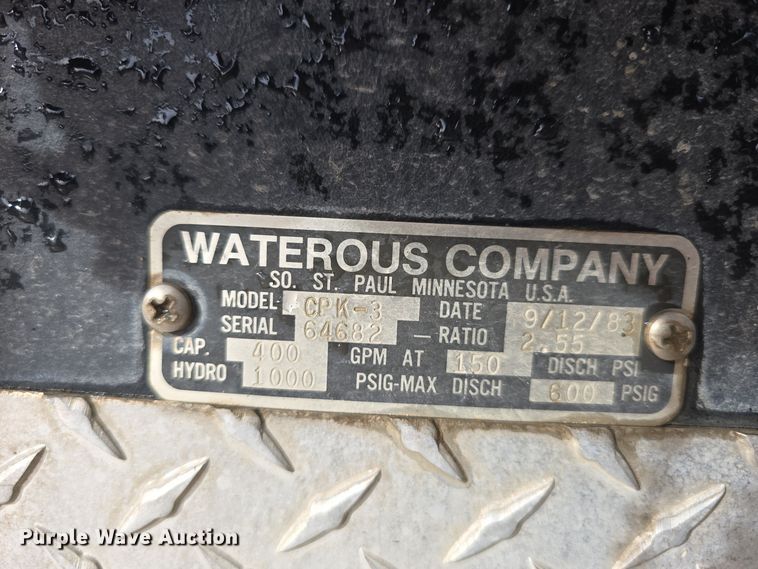 WATEROUS COMPANY
SO. ST. PAUL MINNESOTA U.S.A.
MODEL CPK-3 DATE 9/12/83
SERIAL 64682 - RATIO 2.55
CAP. 400 GPM AT 150 DISCH PSI
HYDRO 1000 PSIG-MAX DISCH 600 PSIG
Purple Wave Auction